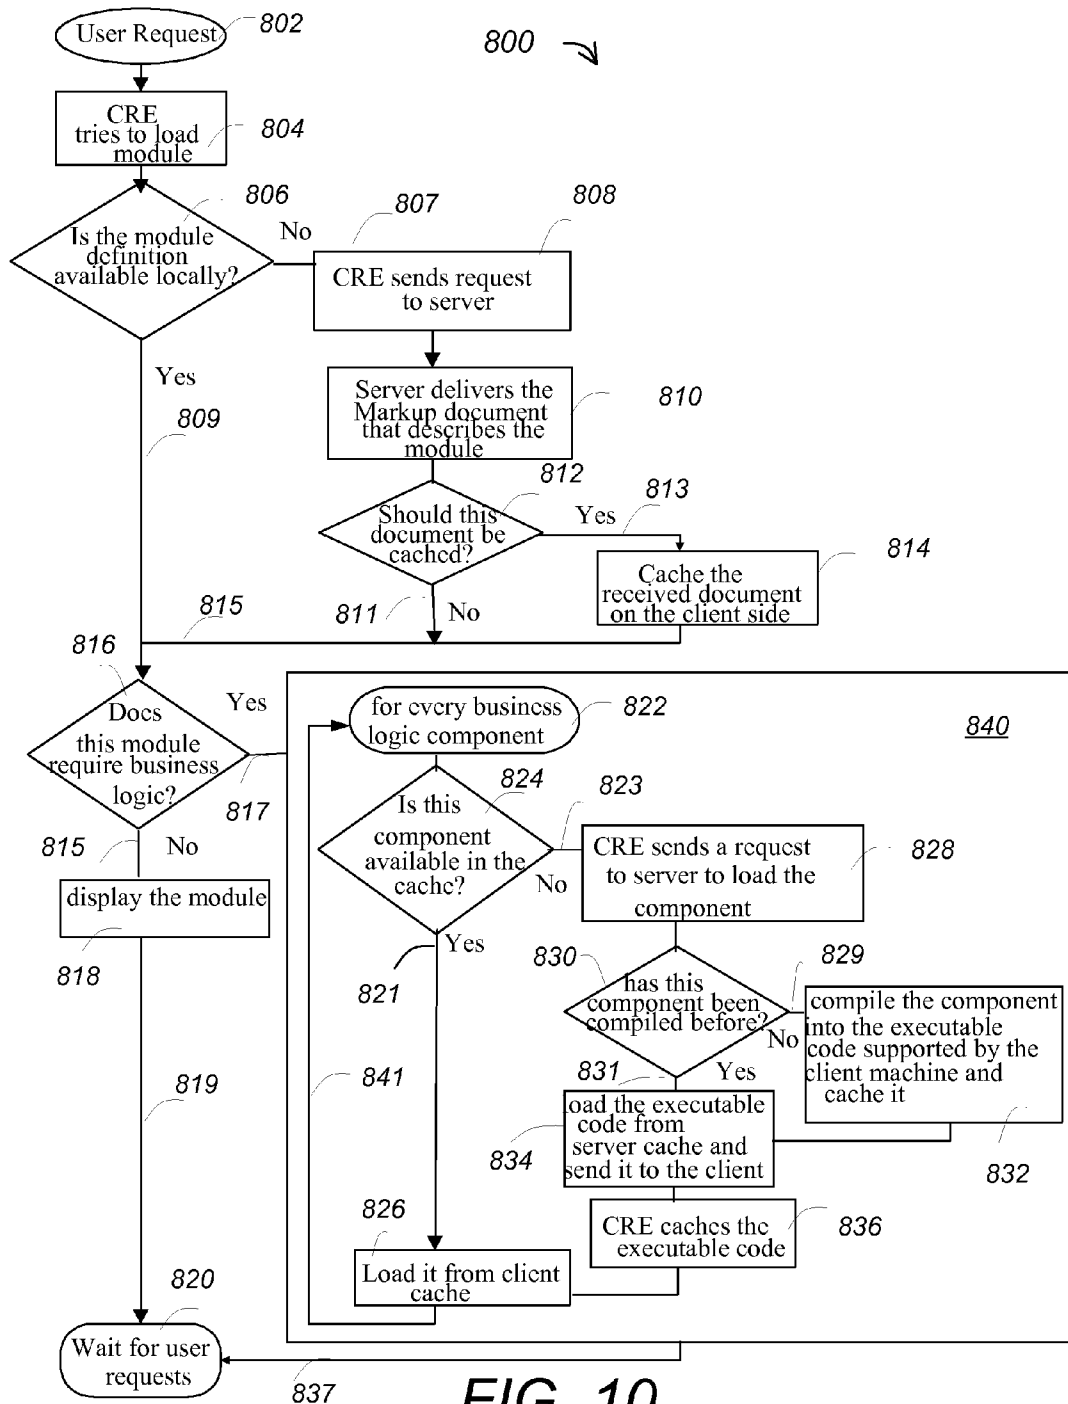 User Request
802
800
CRE
tries to load
module
804
806
Is the module
definition
available locally?
No
807
808
CRE sends request
to server
Yes
809
Server delivers the
Markup document
that describes the
module
810
812
Should this
document be
cached?
Yes
813
814
Cache the
received document
on the client side
811
No
815
816
Does
this module
require business
logic?
Yes
817
for every business
logic component
822
840
824
Is this
component
available in the
cache?
823
No
CRE sends a request
to server to load the
component
828
815
No
display the module
818
Yes
821
830
has this
component been
compiled before?
829
No
compile the component
into the executable
code supported by the
client machine and
cache it
832
831
Yes
load the executable
code from
server cache and
send it to the client
834
841
819
CRE caches the
executable code
836
826
Load it from client
cache
820
Wait for user
requests
837
FIG. 10